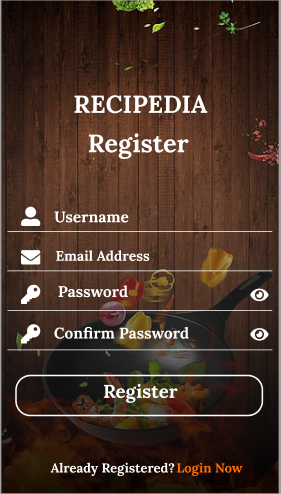 RECIPEDIA
Register
Username
Email Address
Password
Confirm Password
Register
Already Registered? Login Now